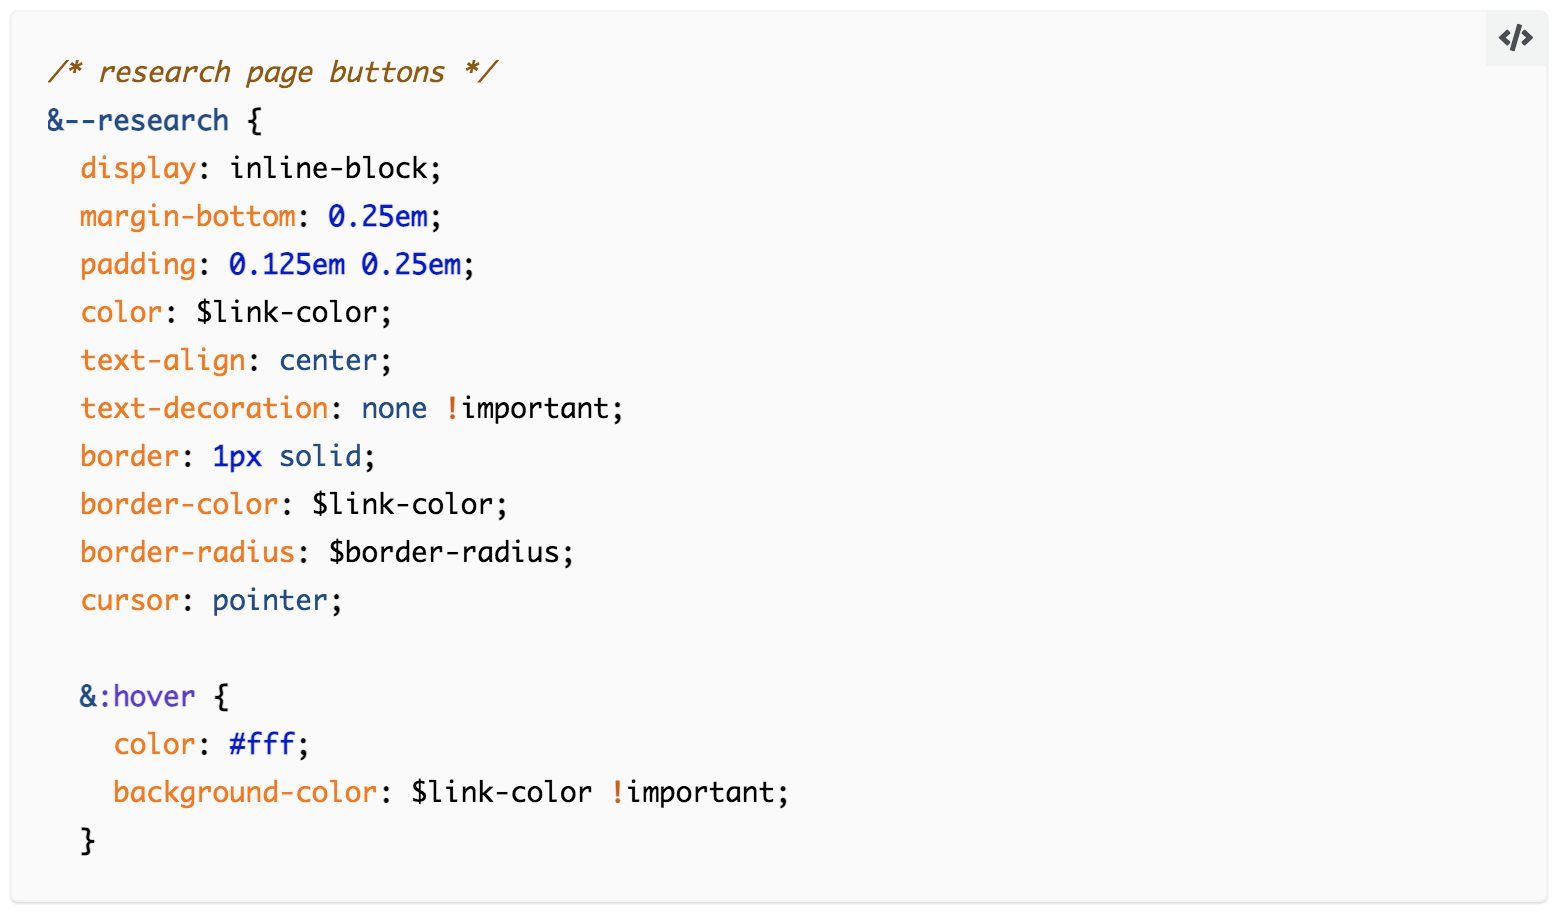 </>
/* research page buttons */
&--research {
  display: inline-block;
  margin-bottom: 0.25em;
  padding: 0.125em 0.25em;
  color: $link-color;
  text-align: center;
  text-decoration: none !important;
  border: 1px solid;
  border-color: $link-color;
  border-radius: $border-radius;
  cursor: pointer;

  &:hover {
    color: #fff;
    background-color: $link-color !important;
  }